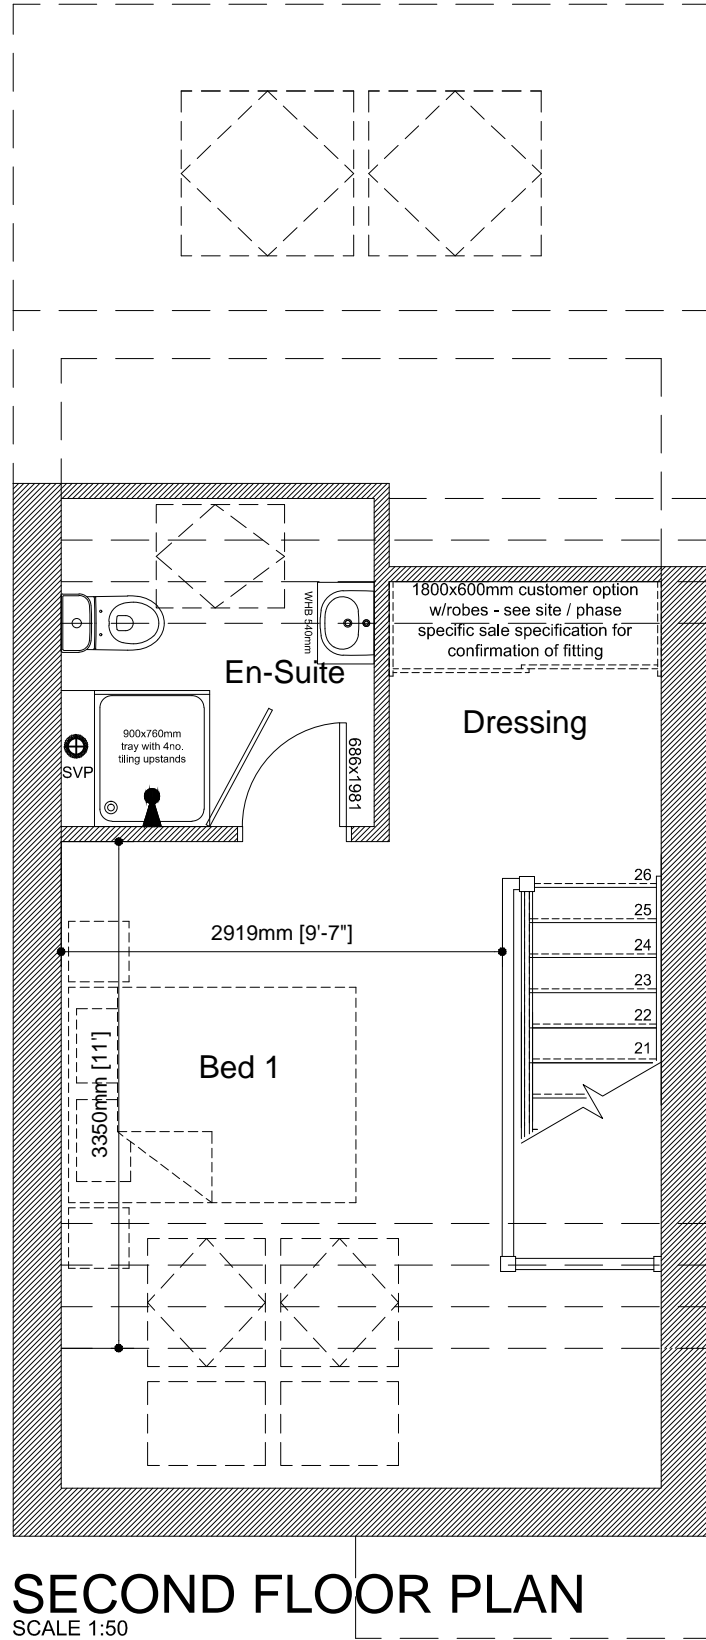 1800x600mm customer option
w/robes - see site / phase
specific sale specification for
confirmation of fitting
WHB 540mm
En-Suite
Dressing
900x760mm
tray with 4no.
tiling upstands
SVP
686x1981
26
25
24
23
22
21
2919mm [9'-7"]
3350mm [11']
Bed 1
SECOND FLOOR PLAN
SCALE 1:50